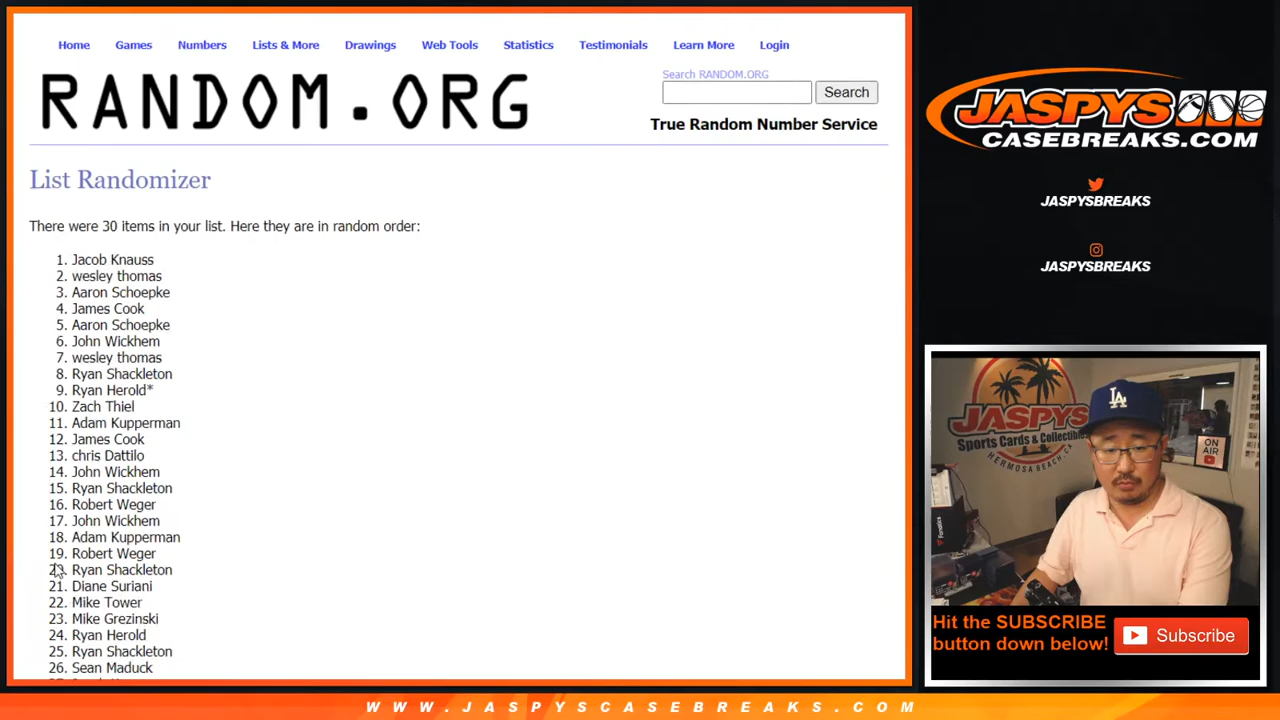 Home Games Numbers Lists & More Drawings Web Tools Statistics Testimonials Learn More Login
RANDOM.ORG
Search RANDOM.ORG
Search
True Random Number Service
List Randomizer
There were 30 items in your list. Here they are in random order:
1. Jacob Knauss
2. wesley thomas
3. Aaron Schoepke
4. James Cook
5. Aaron Schoepke
6. John Wickhem
7. wesley thomas
8. Ryan Shackleton
9. Ryan Herold*
10. Zach Thiel
11. Adam Kupperman
12. James Cook
13. chris Dattilo
14. John Wickhem
15. Ryan Shackleton
16. Robert Weger
17. John Wickhem
18. Adam Kupperman
19. Robert Weger
Ryan Shackleton
21. Diane Suriani
22. Mike Tower
23. Mike Grezinski
24. Ryan Herold
25. Ryan Shackleton
26. Sean Maduck
JASPYS
CASEBREAKS.COM
JASPYSBREAKS
JASPYSBREAKS
JASPYS
Sports Cards & Collectibles
HERMOSA BEACH, CA
LA
ON
AIR
Fanatics
Hit the SUBSCRIBE
button down below!
Subscribe
WWW.JASPYSCASEBREAKS.COM